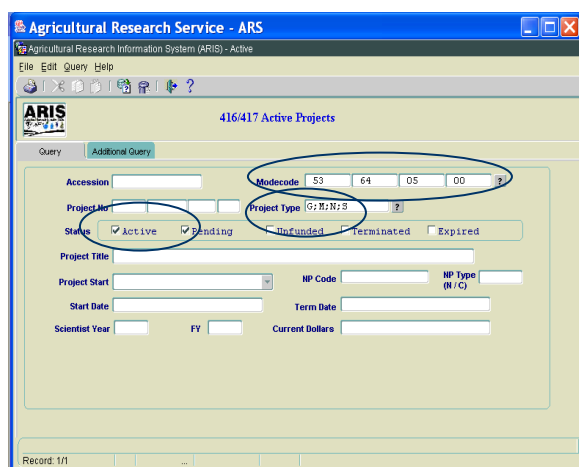 Agricultural Research Service - ARS
Agricultural Research Information System (ARIS) - Active
File Edit Query Help
?
ARIS
416/417 Active Projects
Query Additional Query
Accession Modecode 53 64 05 00 ?
Project No Project Type G;M;N;S ?
Status Active Pending Unfunded Terminated Expired
Project Title
Project Start NP Code NP Type
(N / C)
Start Date Term Date
Scientist Year FY Current Dollars
Record: 1/1 ...